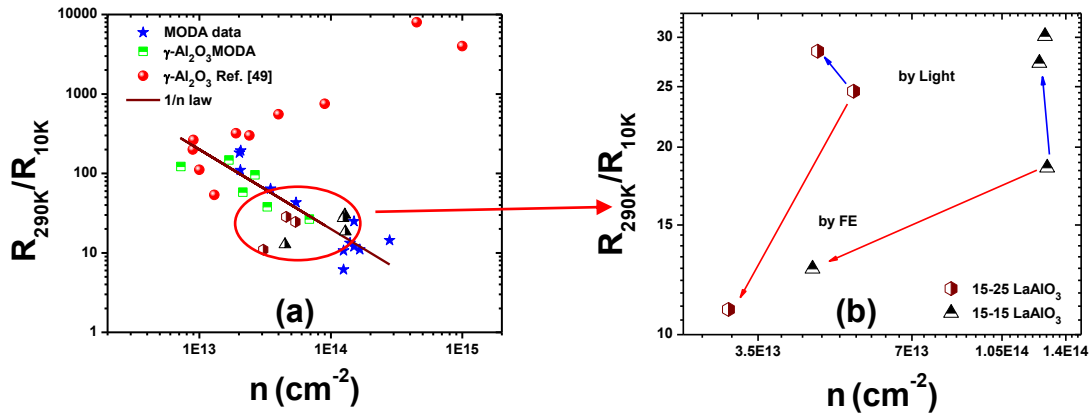 R290K/R10K
10000
1000
100
10
1
1E13
1E14
1E15
n (cm-2)
MODA data
γ-Al2O3MODA
γ-Al2O3 Ref. [49]
1/n law
(a)
R290K/R10K
30
25
20
15
10
3.5E13
7E13
1.05E14
1.4E14
n (cm-2)
by Light
by FE
(b)
15-25 LaAlO3
15-15 LaAlO3